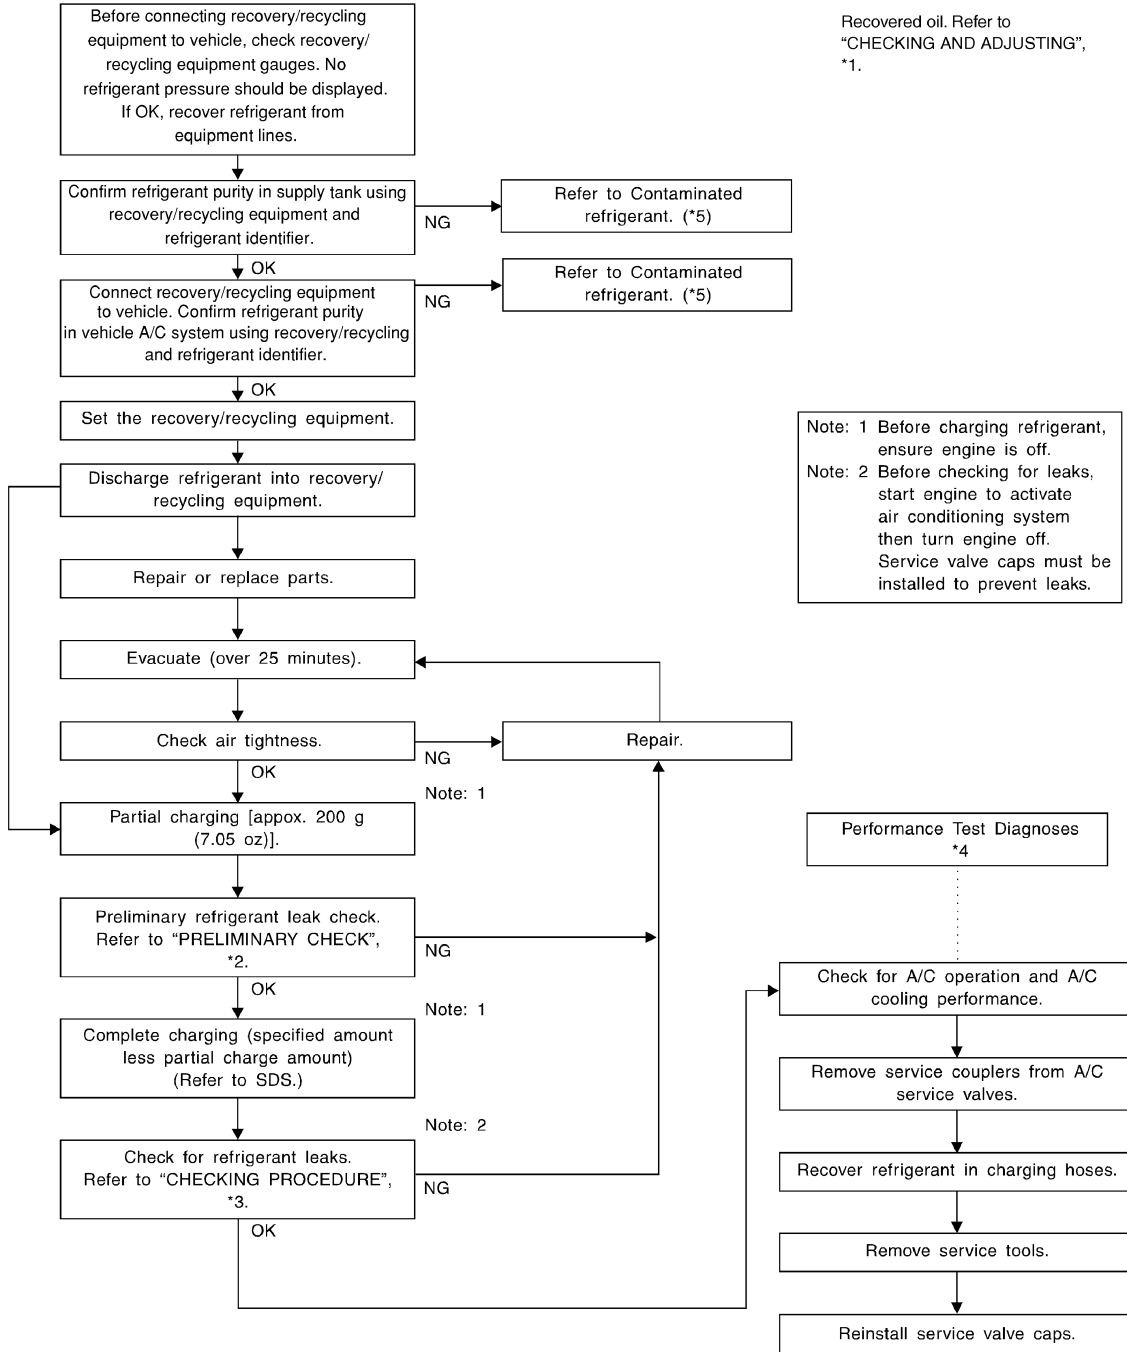 Before connecting recovery/recycling
equipment to vehicle, check recovery/
recycling equipment gauges. No
refrigerant pressure should be displayed.
If OK, recover refrigerant from
equipment lines.
Recovered oil. Refer to
“CHECKING AND ADJUSTING”,
*1.
Confirm refrigerant purity in supply tank using
recovery/recycling equipment and
refrigerant identifier.
NG
Refer to Contaminated
refrigerant. (*5)
OK
Connect recovery/recycling equipment
to vehicle. Confirm refrigerant purity
in vehicle A/C system using recovery/recycling
and refrigerant identifier.
NG
Refer to Contaminated
refrigerant. (*5)
OK
Set the recovery/recycling equipment.
Discharge refrigerant into recovery/
recycling equipment.
Note: 1 Before charging refrigerant,
ensure engine is off.
Note: 2 Before checking for leaks,
start engine to activate
air conditioning system
then turn engine off.
Service valve caps must be
installed to prevent leaks.
Repair or replace parts.
Evacuate (over 25 minutes).
Check air tightness.
NG
Repair.
OK
Note: 1
Partial charging [appox. 200 g
(7.05 oz)].
Preliminary refrigerant leak check.
Refer to “PRELIMINARY CHECK”,
*2.
NG
OK
Note: 1
Complete charging (specified amount
less partial charge amount)
(Refer to SDS.)
Note: 2
Check for refrigerant leaks.
Refer to “CHECKING PROCEDURE”,
*3.
NG
OK
Performance Test Diagnoses
*4
Check for A/C operation and A/C
cooling performance.
Remove service couplers from A/C
service valves.
Recover refrigerant in charging hoses.
Remove service tools.
Reinstall service valve caps.